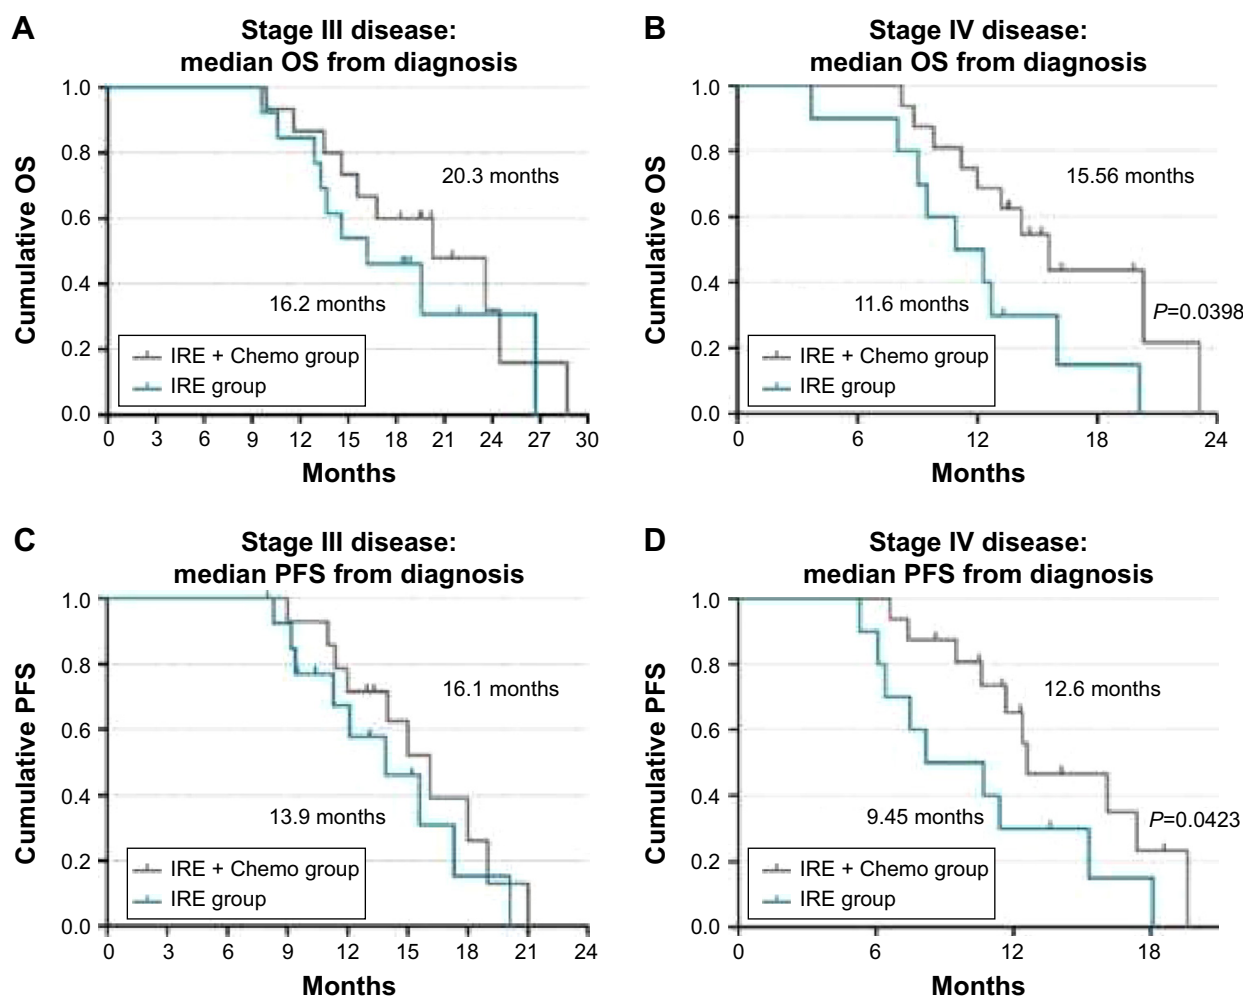 A
Stage III disease:
median OS from diagnosis
Cumulative OS
1.0
0.8
0.6
0.4
0.2
0.0
20.3 months
16.2 months
IRE + Chemo group
IRE group
0 3 6 9 12 15 18 21 24 27 30
Months
B
Stage IV disease:
median OS from diagnosis
Cumulative OS
1.0
0.8
0.6
0.4
0.2
0.0
15.56 months
11.6 months
P=0.0398
IRE + Chemo group
IRE group
0 6 12 18 24
Months
C
Stage III disease:
median PFS from diagnosis
Cumulative PFS
1.0
0.8
0.6
0.4
0.2
0.0
16.1 months
13.9 months
IRE + Chemo group
IRE group
0 3 6 9 12 15 18 21 24
Months
D
Stage IV disease:
median PFS from diagnosis
Cumulative PFS
1.0
0.8
0.6
0.4
0.2
0.0
12.6 months
9.45 months
P=0.0423
IRE + Chemo group
IRE group
0 6 12 18
Months